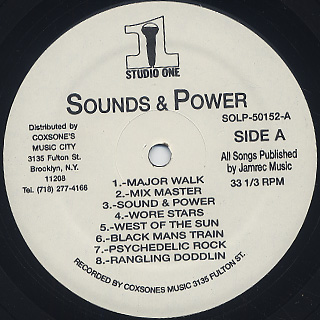 1
STUDIO ONE
SOUNDS & POWER
SOLP-50152-A
SIDE A
Distributed by
COXSONE'S
MUSIC CITY
3135 Fulton St.
Brooklyn, N.Y.
11208
Tel. (718) 277-4166
All Songs Published
by Jamrec Music
33 1/3 RPM
1.-MAJOR WALK
2.-MIX MASTER
3.-SOUND & POWER
4.-WORE STARS
5.-WEST OF THE SUN
6.-BLACK MANS TRAIN
7.-PSYCHEDELIC ROCK
8.-RANGLING DODDLIN
RECORDED BY COXSONES MUSIC 3135 FULTON ST.